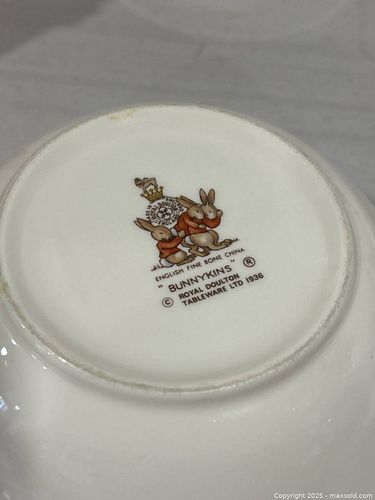 ENGLISH FINE BONE CHINA
" BUNNYKINS " ®
© ROYAL DOULTON
TABLEWARE LTD 1936
Copyright 2025 - maxsold.com